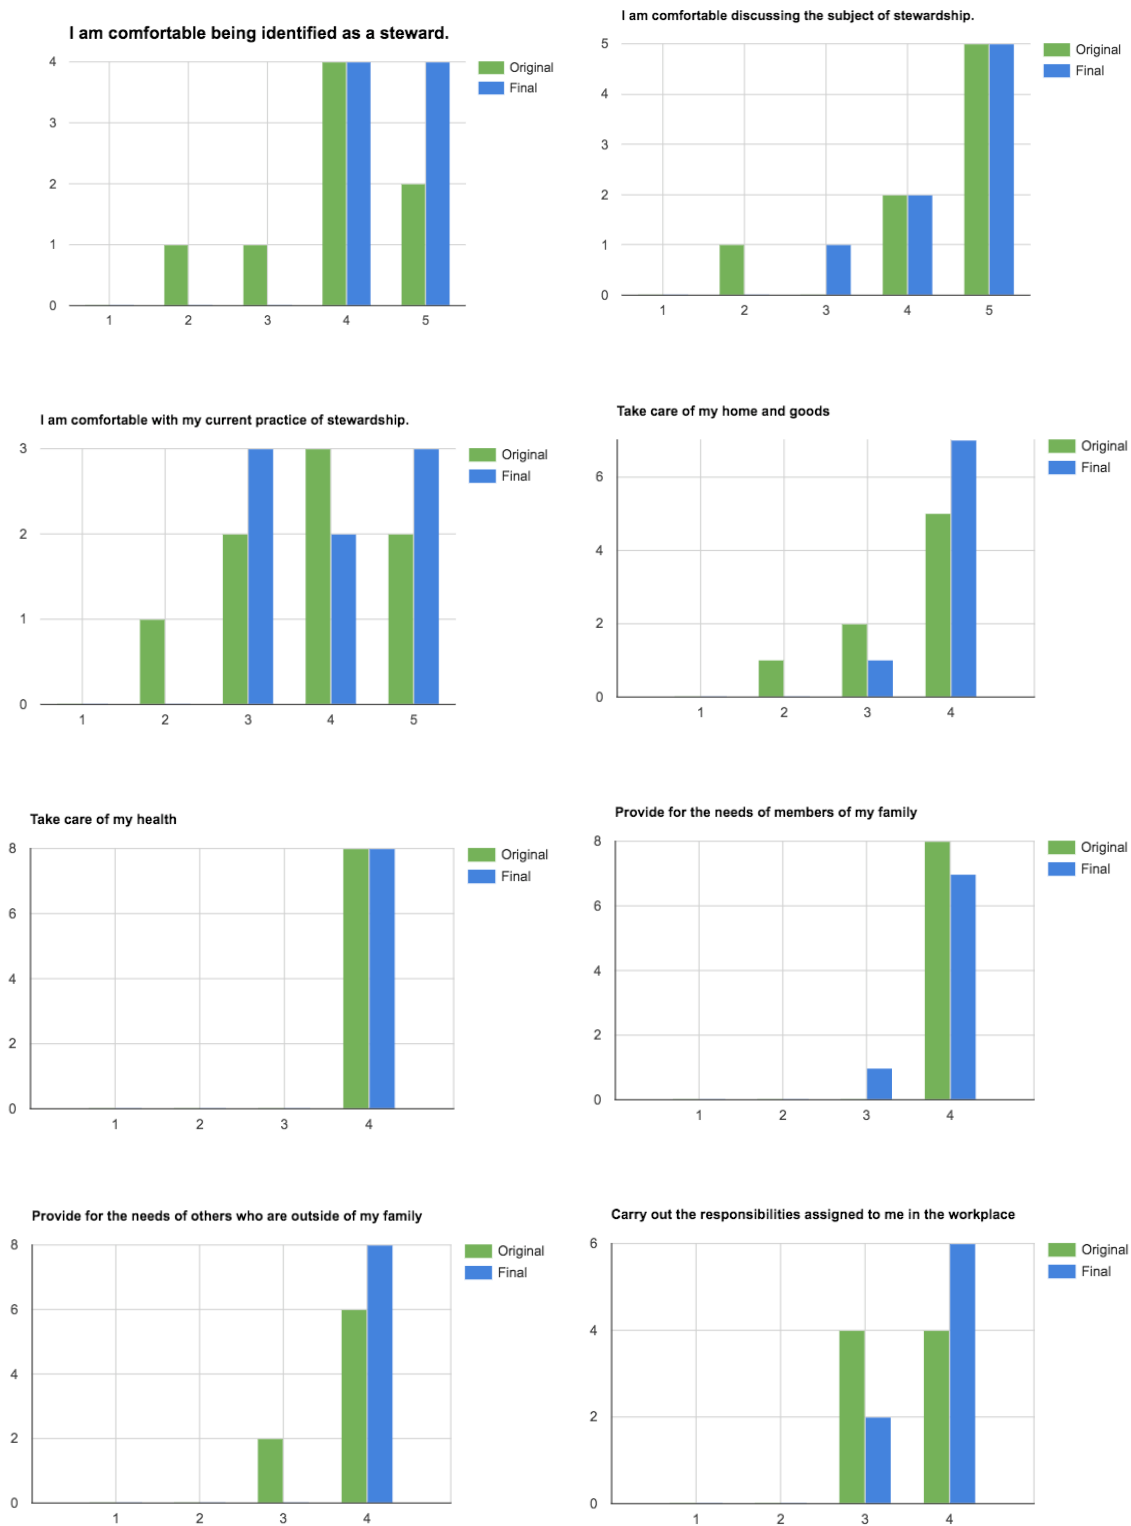 I am comfortable being identified as a steward.
4
3
2
1
0
1 2 3 4 5
Original
Final
I am comfortable discussing the subject of stewardship.
5
4
3
2
1
0
1 2 3 4 5
Original
Final
I am comfortable with my current practice of stewardship.
3
2
1
0
1 2 3 4 5
Original
Final
Take care of my home and goods
6
4
2
0
1 2 3 4
Original
Final
Take care of my health
8
6
4
2
0
1 2 3 4
Original
Final
Provide for the needs of members of my family
8
6
4
2
0
1 2 3 4
Original
Final
Provide for the needs of others who are outside of my family
8
6
4
2
0
1 2 3 4
Original
Final
Carry out the responsibilities assigned to me in the workplace
6
4
2
0
1 2 3 4
Original
Final